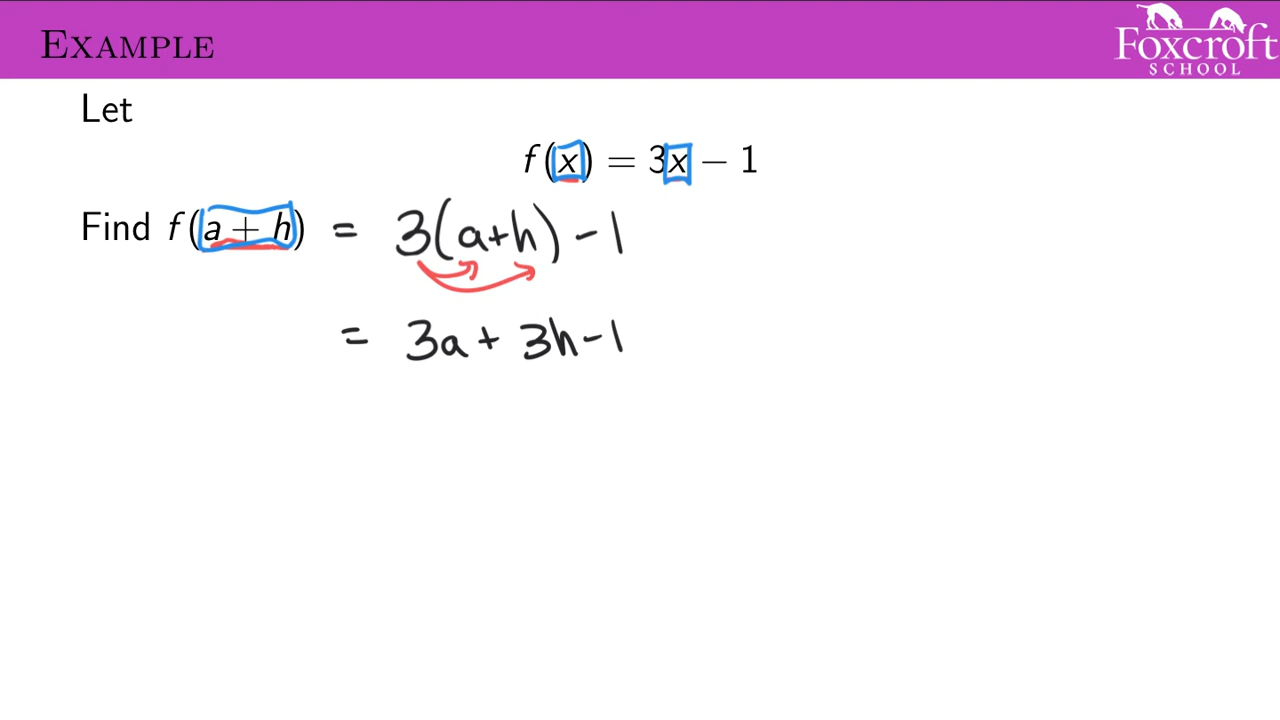 EXAMPLE
Foxcroft
SCHOOL
Let
f(x) = 3x − 1
Find f(a + h) = 3(a+h) − 1
= 3a + 3h − 1